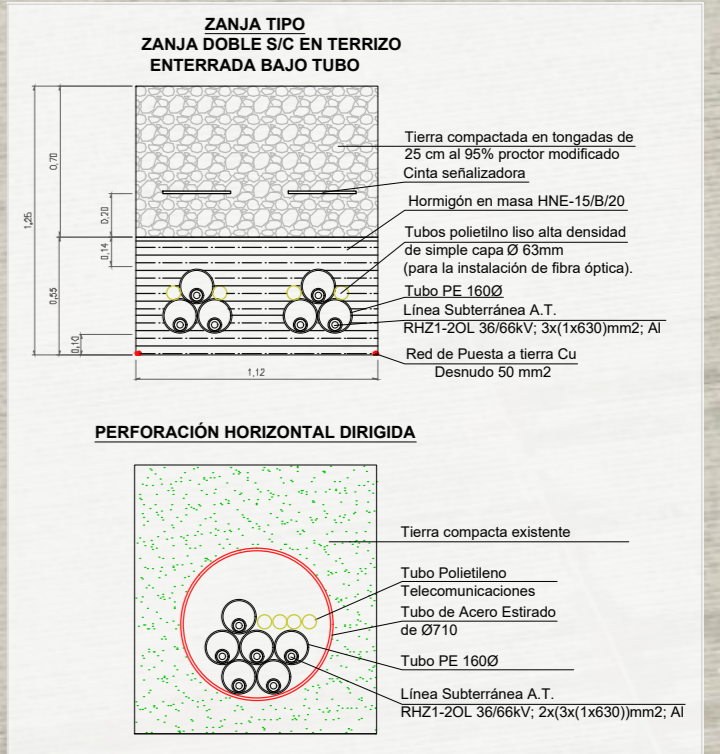 ZANJA TIPO
ZANJA DOBLE S/C EN TERRIZO
ENTERRADA BAJO TUBO
Tierra compactada en tongadas de
25 cm al 95% proctor modificado
Cinta señalizadora
Hormigón en masa HNE-15/B/20
Tubos polietilno liso alta densidad
de simple capa Ø 63mm
(para la instalación de fibra óptica).
Tubo PE 160Ø
Línea Subterránea A.T.
RHZ1-2OL 36/66kV; 3x(1x630)mm2; Al
Red de Puesta a tierra Cu
Desnudo 50 mm2
1,25
0,70
0,20
0,14
0,55
0,10
1,12
PERFORACIÓN HORIZONTAL DIRIGIDA
Tierra compacta existente
Tubo Polietileno
Telecomunicaciones
Tubo de Acero Estirado
de Ø710
Tubo PE 160Ø
Línea Subterránea A.T.
RHZ1-2OL 36/66kV; 2x(3x(1x630))mm2; Al